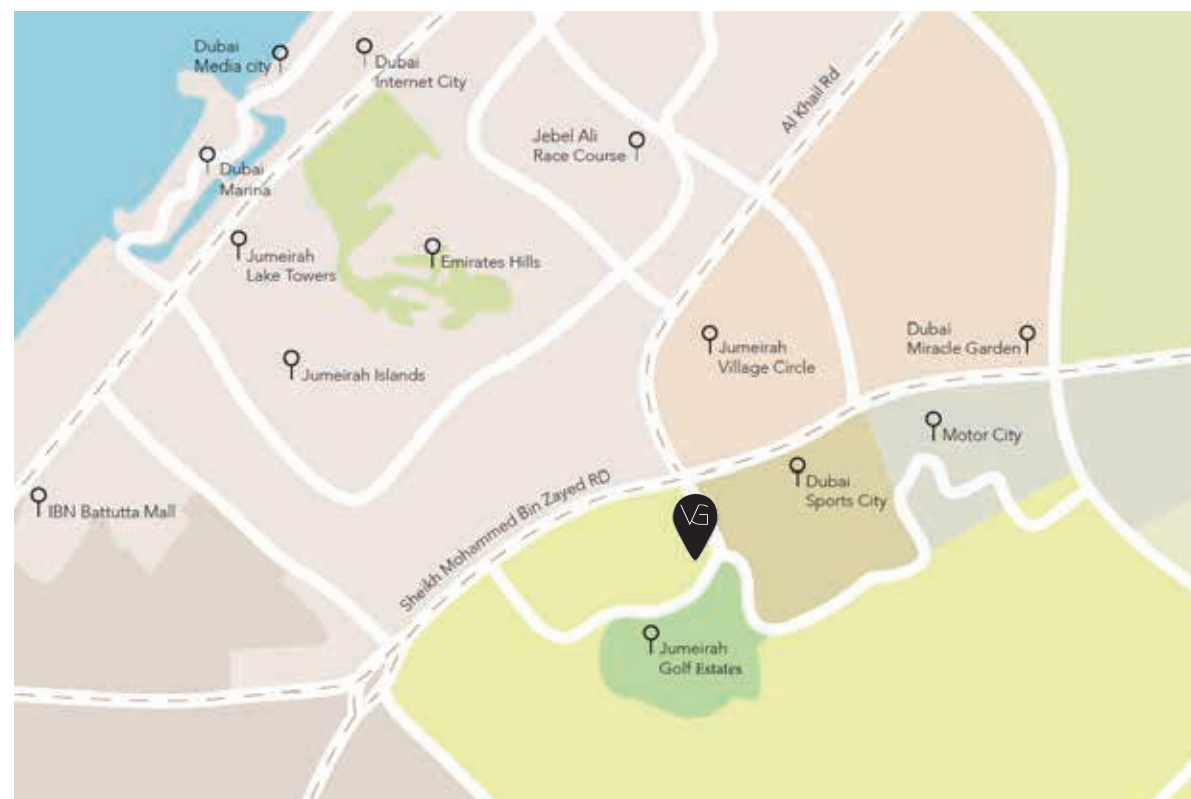 Dubai
Media city
Dubai
Internet City
Al Khail Rd
Jebel Ali
Race Course
Dubai
Marina
Jumeirah
Lake Towers
Emirates Hills
Jumeirah Islands
Jumeirah
Village Circle
Dubai
Miracle Garden
Motor City
Dubai
Sports City
IBN Battutta Mall
Sheikh Mohammed Bin Zayed RD
VG
Jumeirah
Golf Estates